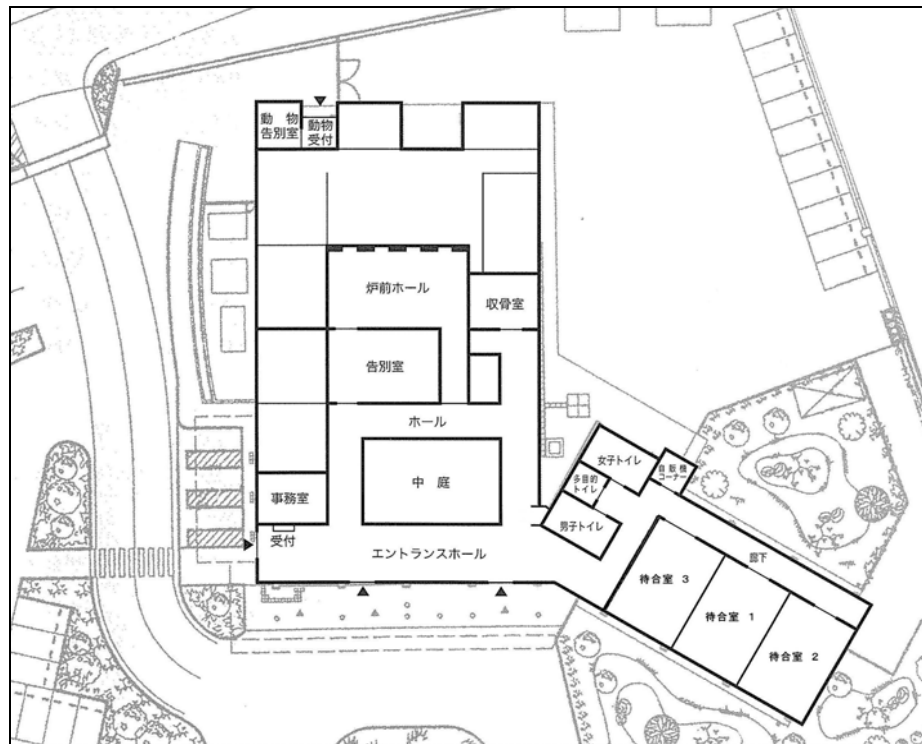 動　物
告別室
動物
受付
炉前ホール
収骨室
告別室
ホール
中　庭
事務室
受付
エントランスホール
女子トイレ
自販機
コーナー
多目的
トイレ
男子トイレ
廊下
待合室 3
待合室 1
待合室 2